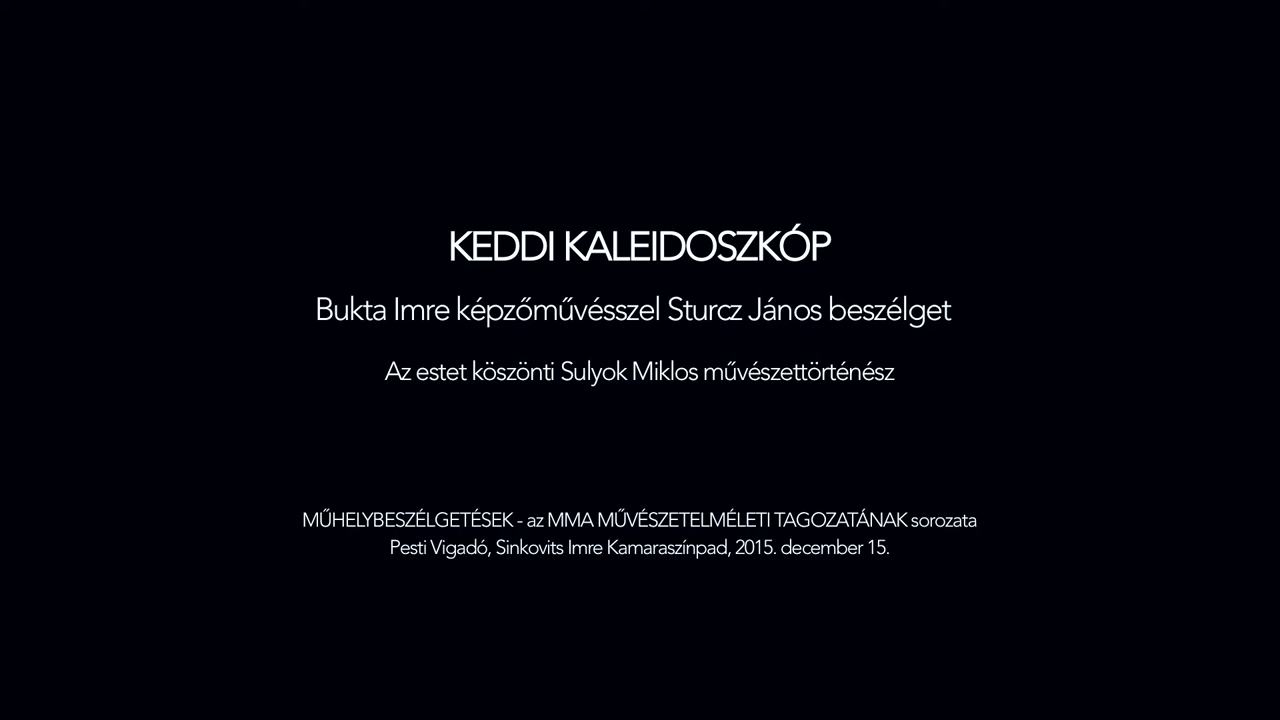 KEDDI KALEIDOSZKÓP
Bukta Imre képzőművésszel Sturcz János beszélget
Az estet köszönti Sulyok Miklos művészettörténész
MŰHELYBESZÉLGETÉSEK - az MMA MŰVÉSZETELMÉLETI TAGOZATÁNAK sorozata
Pesti Vigadó, Sinkovits Imre Kamaraszínpad, 2015. december 15.